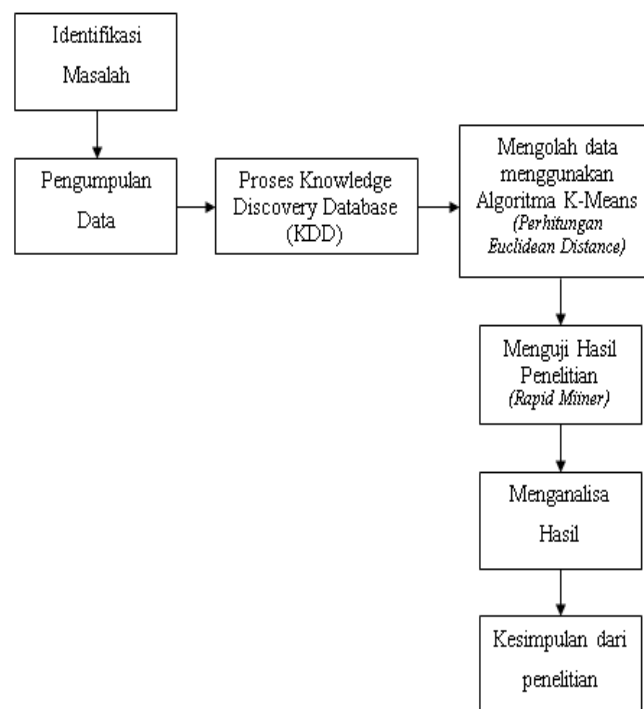 Identifikasi
Masalah
Pengumpulan
Data
Proses Knowledge
Discovery Database
(KDD)
Mengolah data
menggunakan
Algoritma K-Means
(Perhitungan
Euclidean Distance)
Menguji Hasil
Penelitian
(Rapid Miiner)
Menganalisa
Hasil
Kesimpulan dari
penelitian